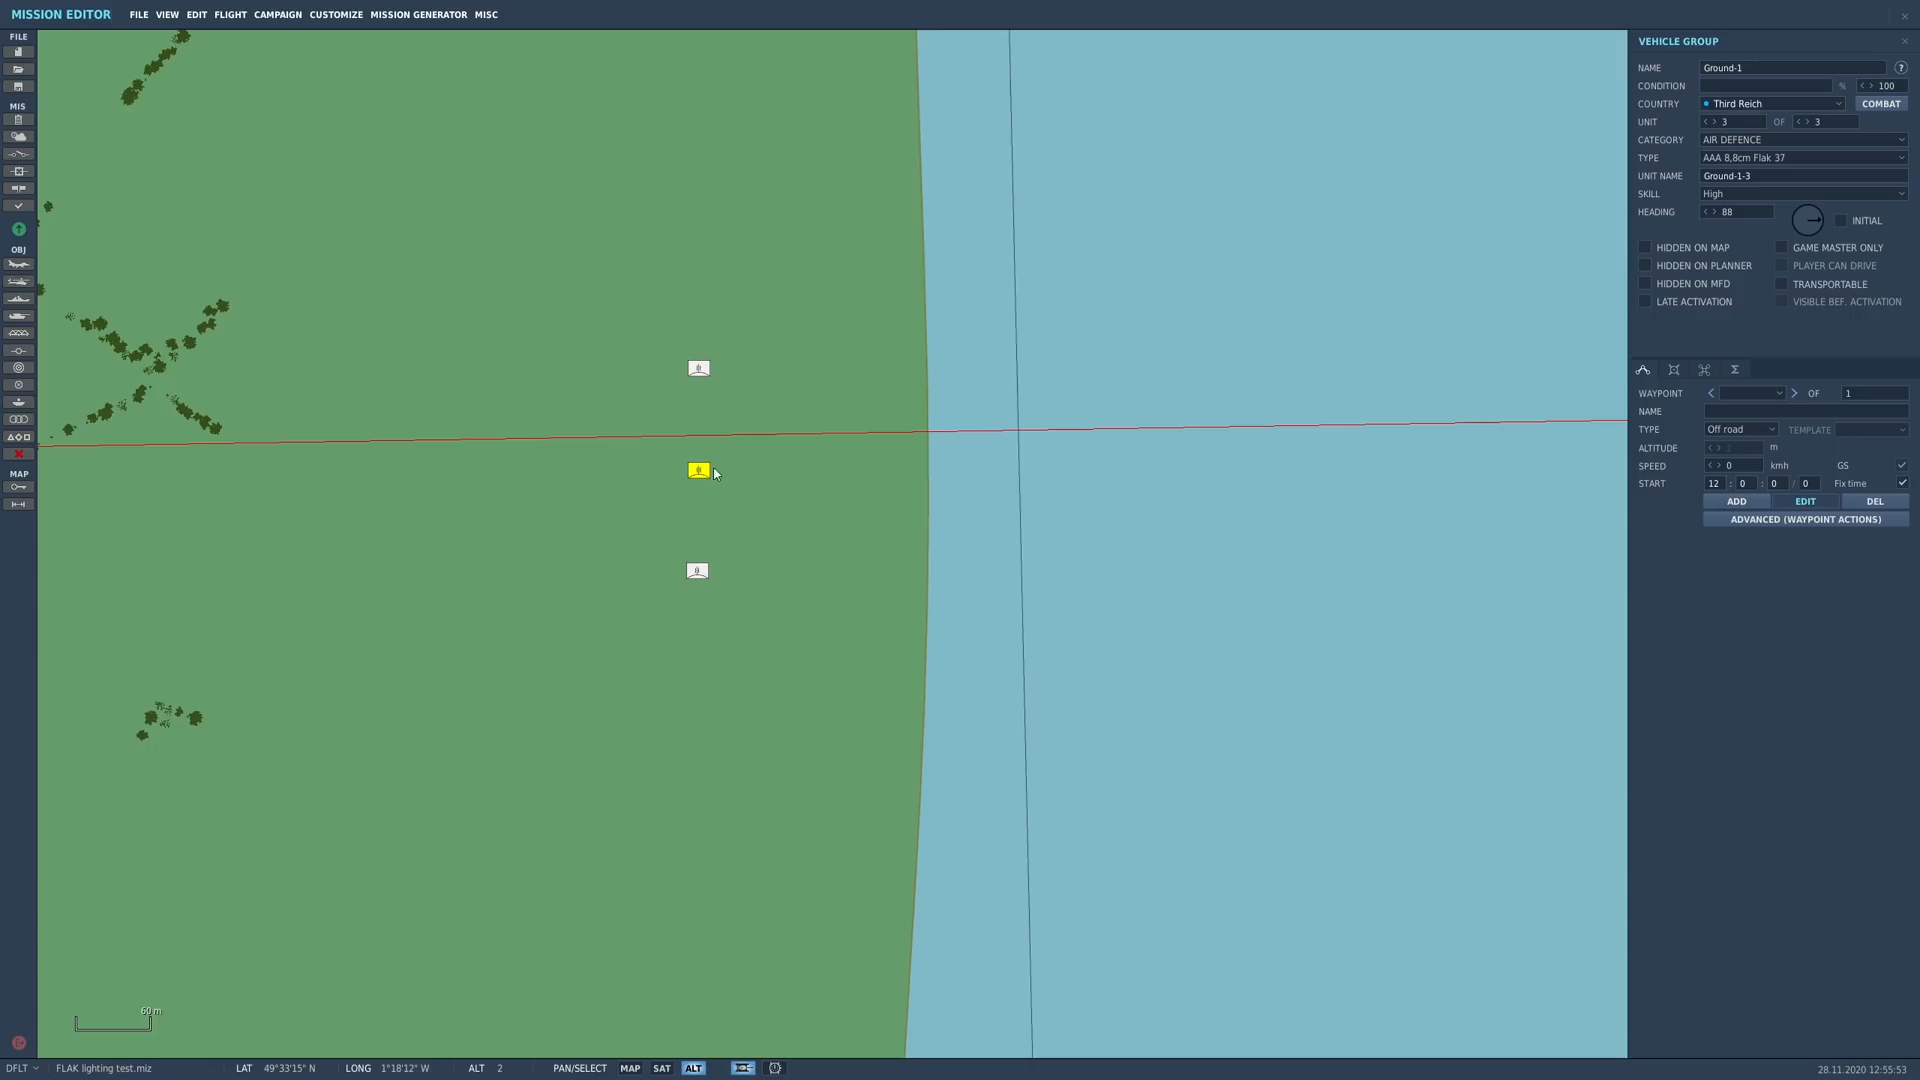 MISSION EDITOR FILE VIEW EDIT FLIGHT CAMPAIGN CUSTOMIZE MISSION GENERATOR MISC
FILE
MIS
OBJ
MAP
60 m
VEHICLE GROUP
NAME Ground-1 ?
CONDITION % < > 100
COUNTRY Third Reich COMBAT
UNIT < > 3 OF < > 3
CATEGORY AIR DEFENCE
TYPE AAA 8,8cm Flak 37
UNIT NAME Ground-1-3
SKILL High
HEADING < > 88 INITIAL
HIDDEN ON MAP GAME MASTER ONLY
HIDDEN ON PLANNER PLAYER CAN DRIVE
HIDDEN ON MFD TRANSPORTABLE
LATE ACTIVATION VISIBLE BEF. ACTIVATION
WAYPOINT < > OF 1
NAME
TYPE Off road TEMPLATE
ALTITUDE < > 2 m
SPEED < > 0 kmh GS
START 12 : 0 : 0 / 0 Fix time
ADD EDIT DEL
ADVANCED (WAYPOINT ACTIONS)
DFLT FLAK lighting test.miz LAT 49°33'15" N LONG 1°18'12" W ALT 2 PAN/SELECT MAP SAT ALT 28.11.2020 12:55:53